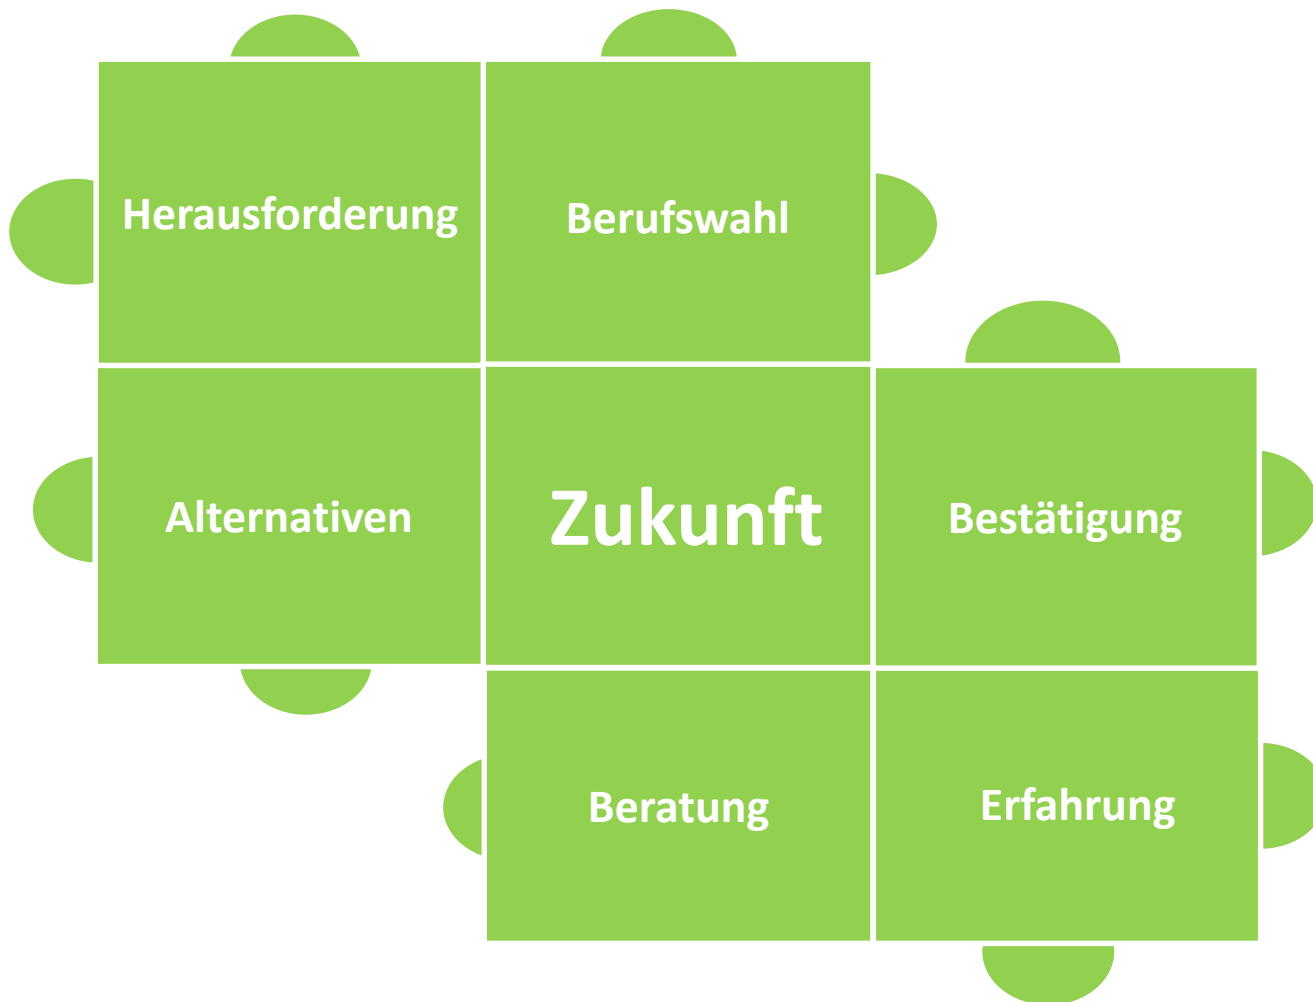 Herausforderung
Berufswahl
Alternativen
Zukunft
Bestätigung
Beratung
Erfahrung